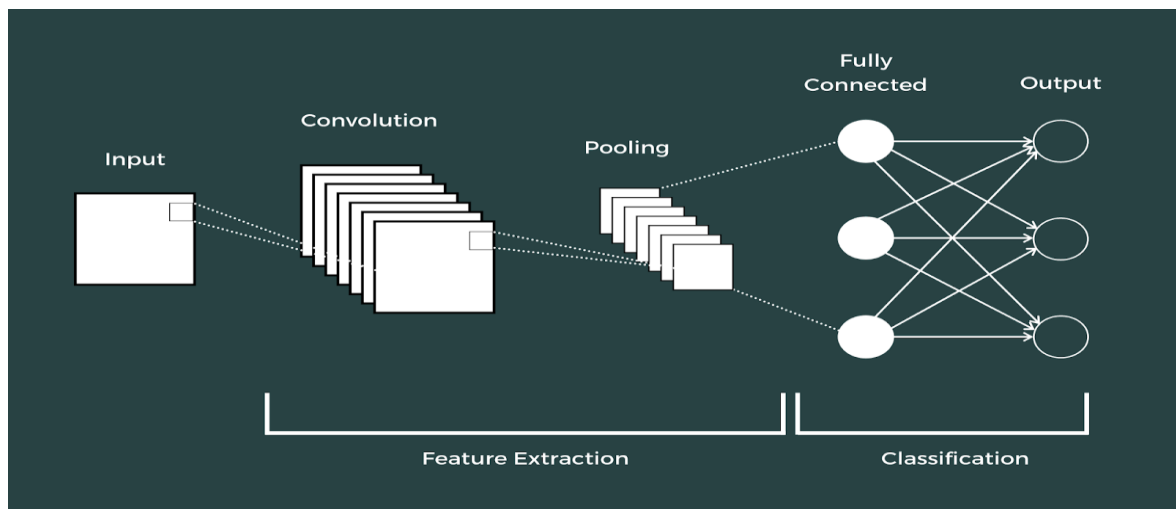 Input
Convolution
Pooling
Fully
Connected
Output
Feature Extraction
Classification